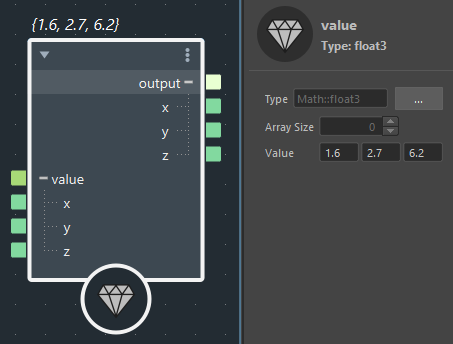 {1.6, 2.7, 6.2}
output
x
y
z
value
x
y
z
value
Type: float3
Type Math::float3 ...
Array Size 0
Value 1.6 2.7 6.2